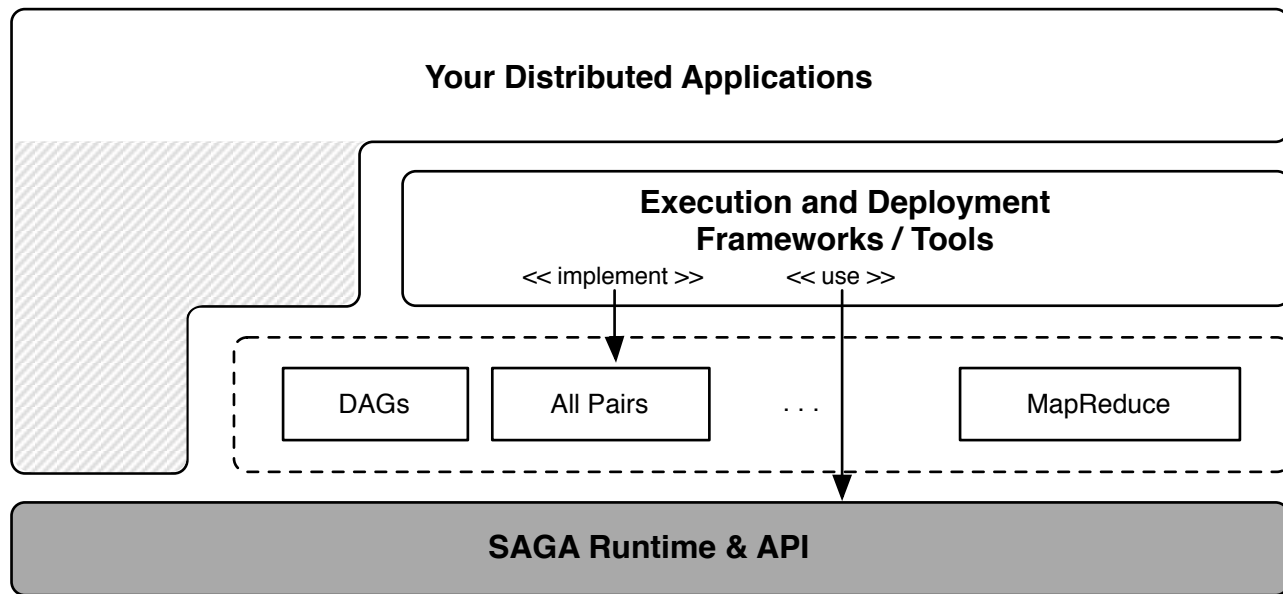 Your Distributed Applications
Execution and Deployment
Frameworks / Tools
<< implement >>
<< use >>
DAGs
All Pairs
. . .
MapReduce
SAGA Runtime & API